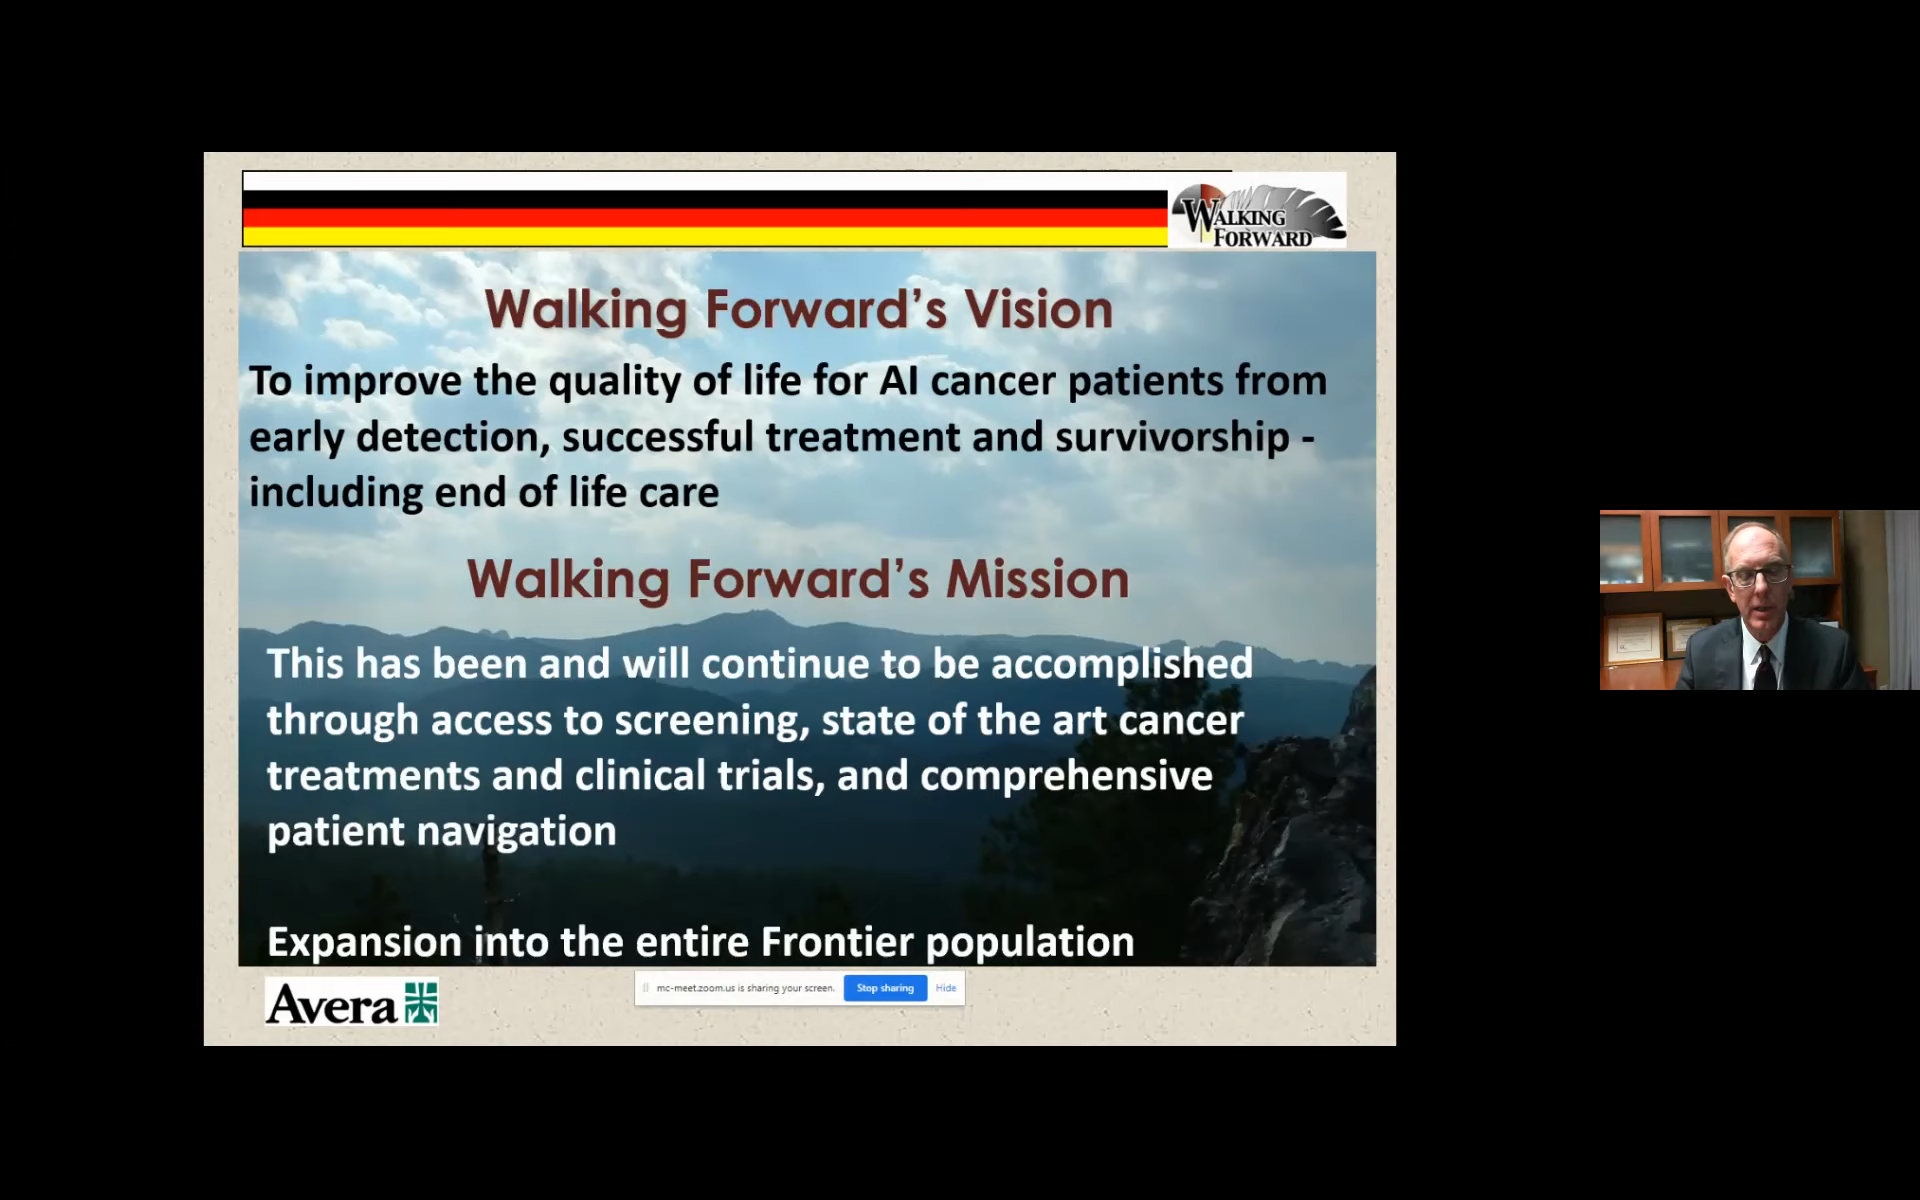 WALKING
FORWARD
Walking Forward's Vision
To improve the quality of life for AI cancer patients from
early detection, successful treatment and survivorship -
including end of life care
Walking Forward's Mission
This has been and will continue to be accomplished
through access to screening, state of the art cancer
treatments and clinical trials, and comprehensive
patient navigation
Expansion into the entire Frontier population
Avera
mc-meet.zoom.us is sharing your screen. Stop sharing Hide